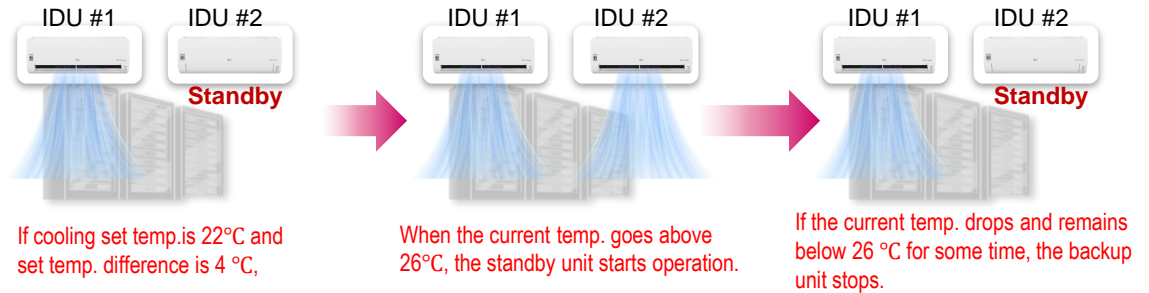 IDU #1
IDU #2
Standby
If cooling set temp.is 22℃ and
set temp. difference is 4 ℃,
IDU #1
IDU #2
When the current temp. goes above
26℃, the standby unit starts operation.
IDU #1
IDU #2
Standby
If the current temp. drops and remains
below 26 ℃ for some time, the backup
unit stops.